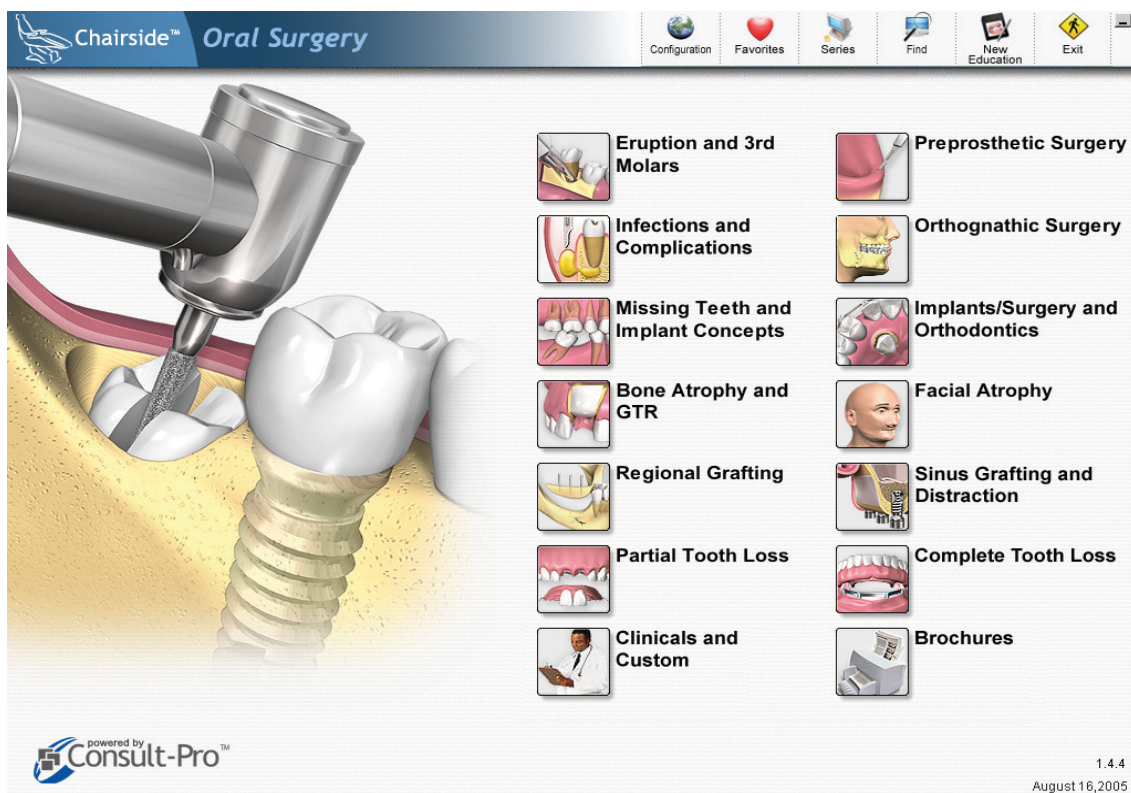 Chairside™ Oral Surgery
Configuration
Favorites
Series
Find
New
Education
Exit
Eruption and 3rd
Molars
Preprosthetic Surgery
Infections and
Complications
Orthognathic Surgery
Missing Teeth and
Implant Concepts
Implants/Surgery and
Orthodontics
Bone Atrophy and
GTR
Facial Atrophy
Regional Grafting
Sinus Grafting and
Distraction
Partial Tooth Loss
Complete Tooth Loss
Clinicals and
Custom
Brochures
powered by
Consult-Pro™
1.4.4
August 16,2005